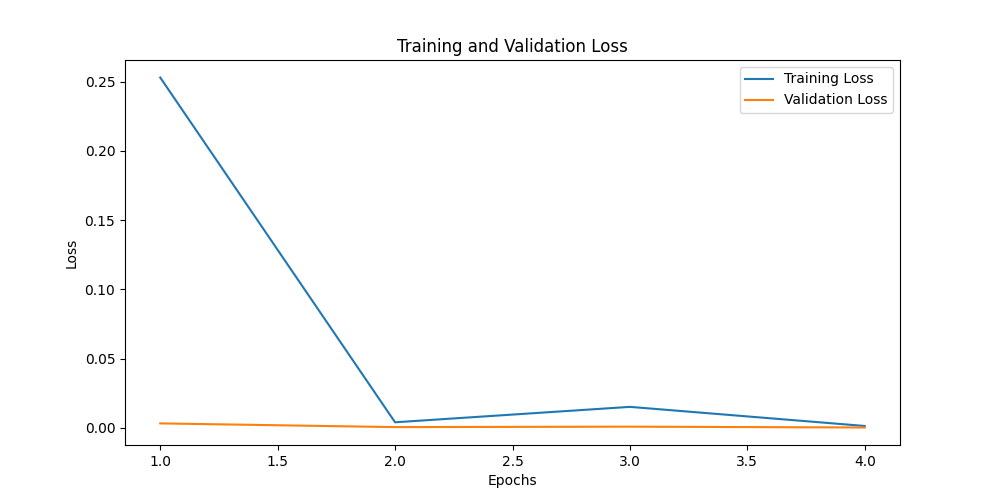 Training and Validation Loss
Training Loss
Validation Loss
0.25
0.20
0.15
0.10
0.05
0.00
Loss
1.0 1.5 2.0 2.5 3.0 3.5 4.0
Epochs